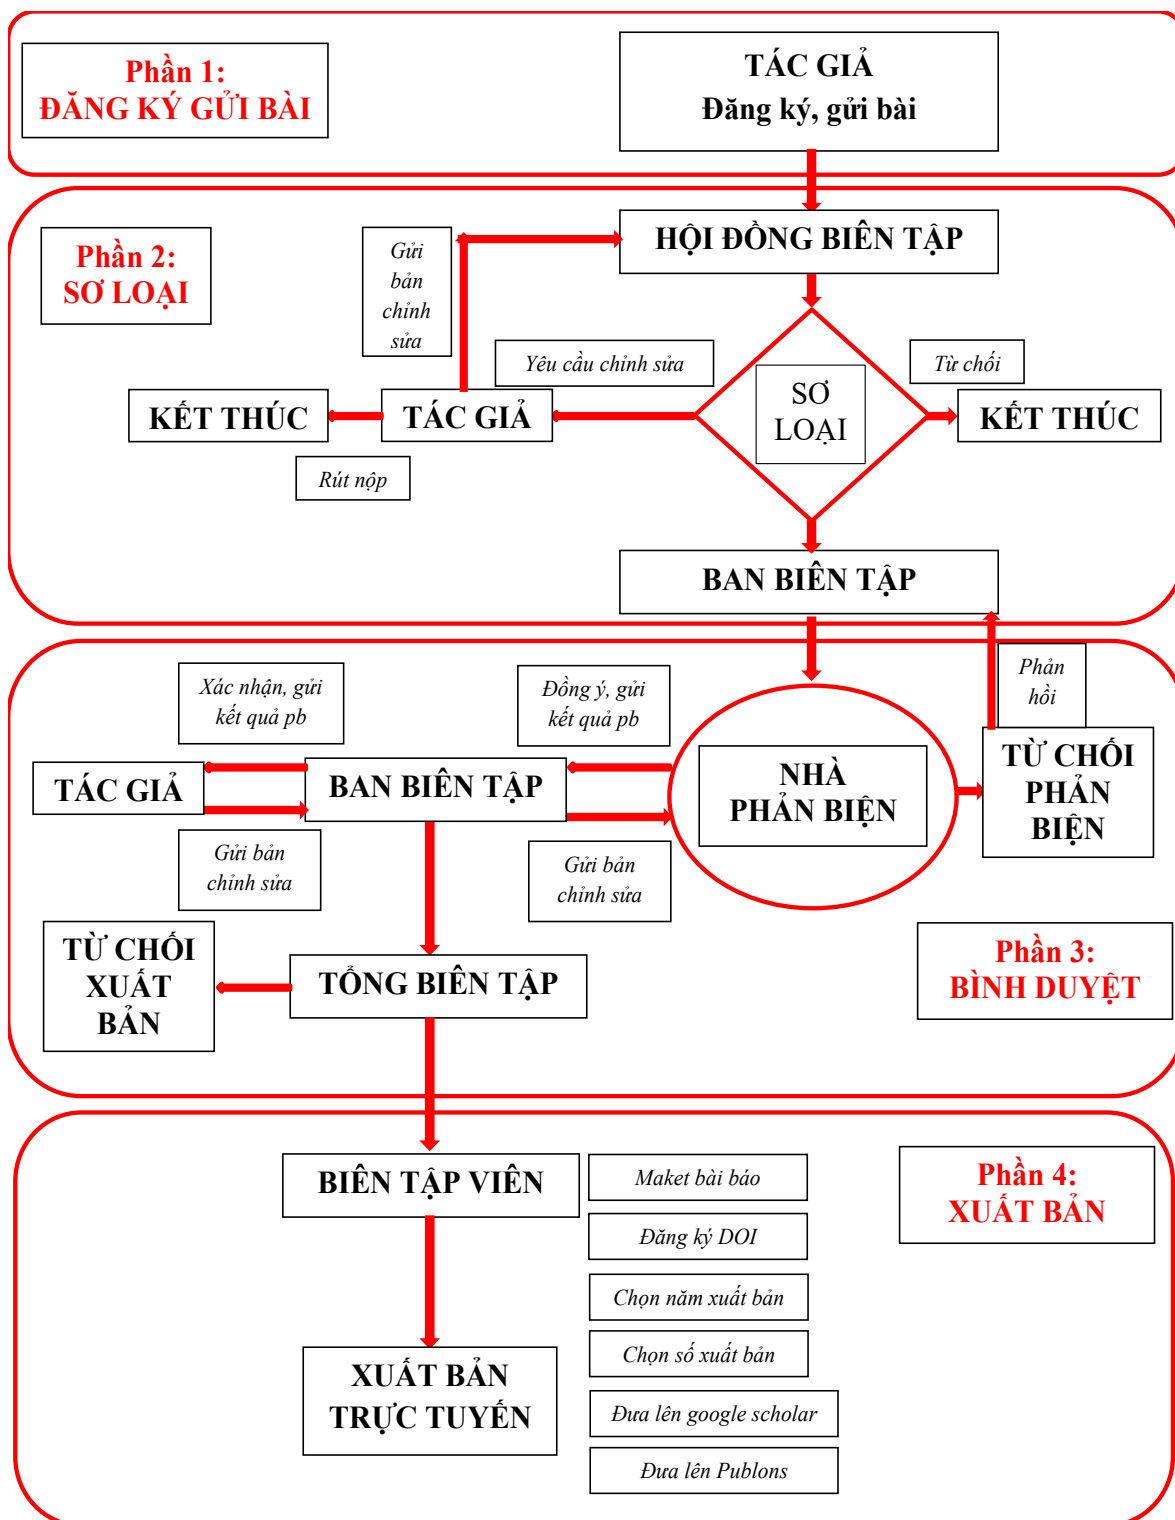 Phần 1:
ĐĂNG KÝ GỬI BÀI
TÁC GIẢ
Đăng ký, gửi bài
Phần 2:
SƠ LOẠI
Gửi
bản
chỉnh
sửa
HỘI ĐỒNG BIÊN TẬP
Yêu cầu chỉnh sửa
Từ chối
KẾT THÚC
TÁC GIẢ
SƠ
LOẠI
KẾT THÚC
Rút nộp
BAN BIÊN TẬP
Xác nhận, gửi
kết quả pb
Đồng ý, gửi
kết quả pb
Phản
hồi
TÁC GIẢ
BAN BIÊN TẬP
NHÀ
PHẢN BIỆN
TỪ CHỐI
PHẢN
BIỆN
Gửi bản
chỉnh sửa
Gửi bản
chỉnh sửa
TỪ CHỐI
XUẤT
BẢN
TỔNG BIÊN TẬP
Phần 3:
BÌNH DUYỆT
BIÊN TẬP VIÊN
Maket bài báo
Phần 4:
XUẤT BẢN
Đăng ký DOI
Chọn năm xuất bản
Chọn số xuất bản
XUẤT BẢN
TRỰC TUYẾN
Đưa lên google scholar
Đưa lên Publons